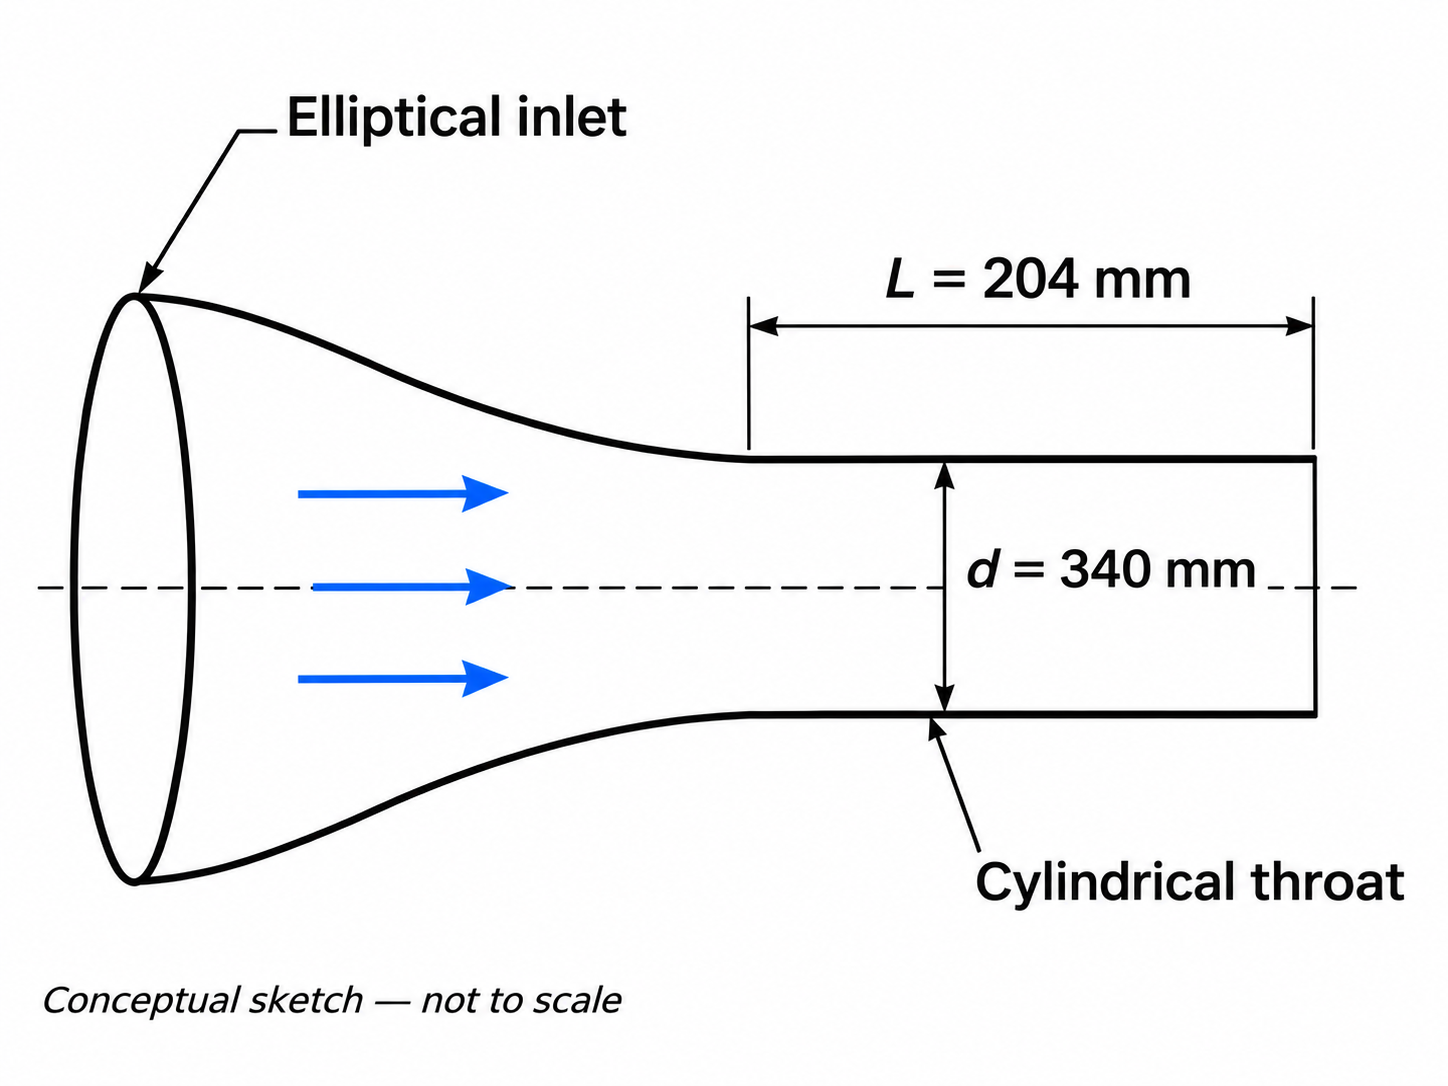 Elliptical inlet
L = 204 mm
d = 340 mm
Cylindrical throat
Conceptual sketch — not to scale